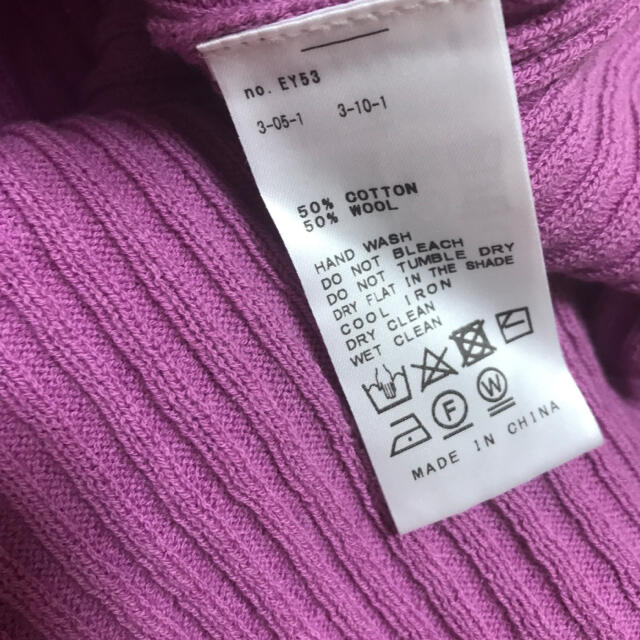 no. EY53
3-05-1 3-10-1
50% COTTON
50% WOOL
HAND WASH
DO NOT BLEACH
DO NOT TUMBLE DRY
DRY FLAT IN THE SHADE
COOL IRON
DRY CLEAN
WET CLEAN
F W
MADE IN CHINA